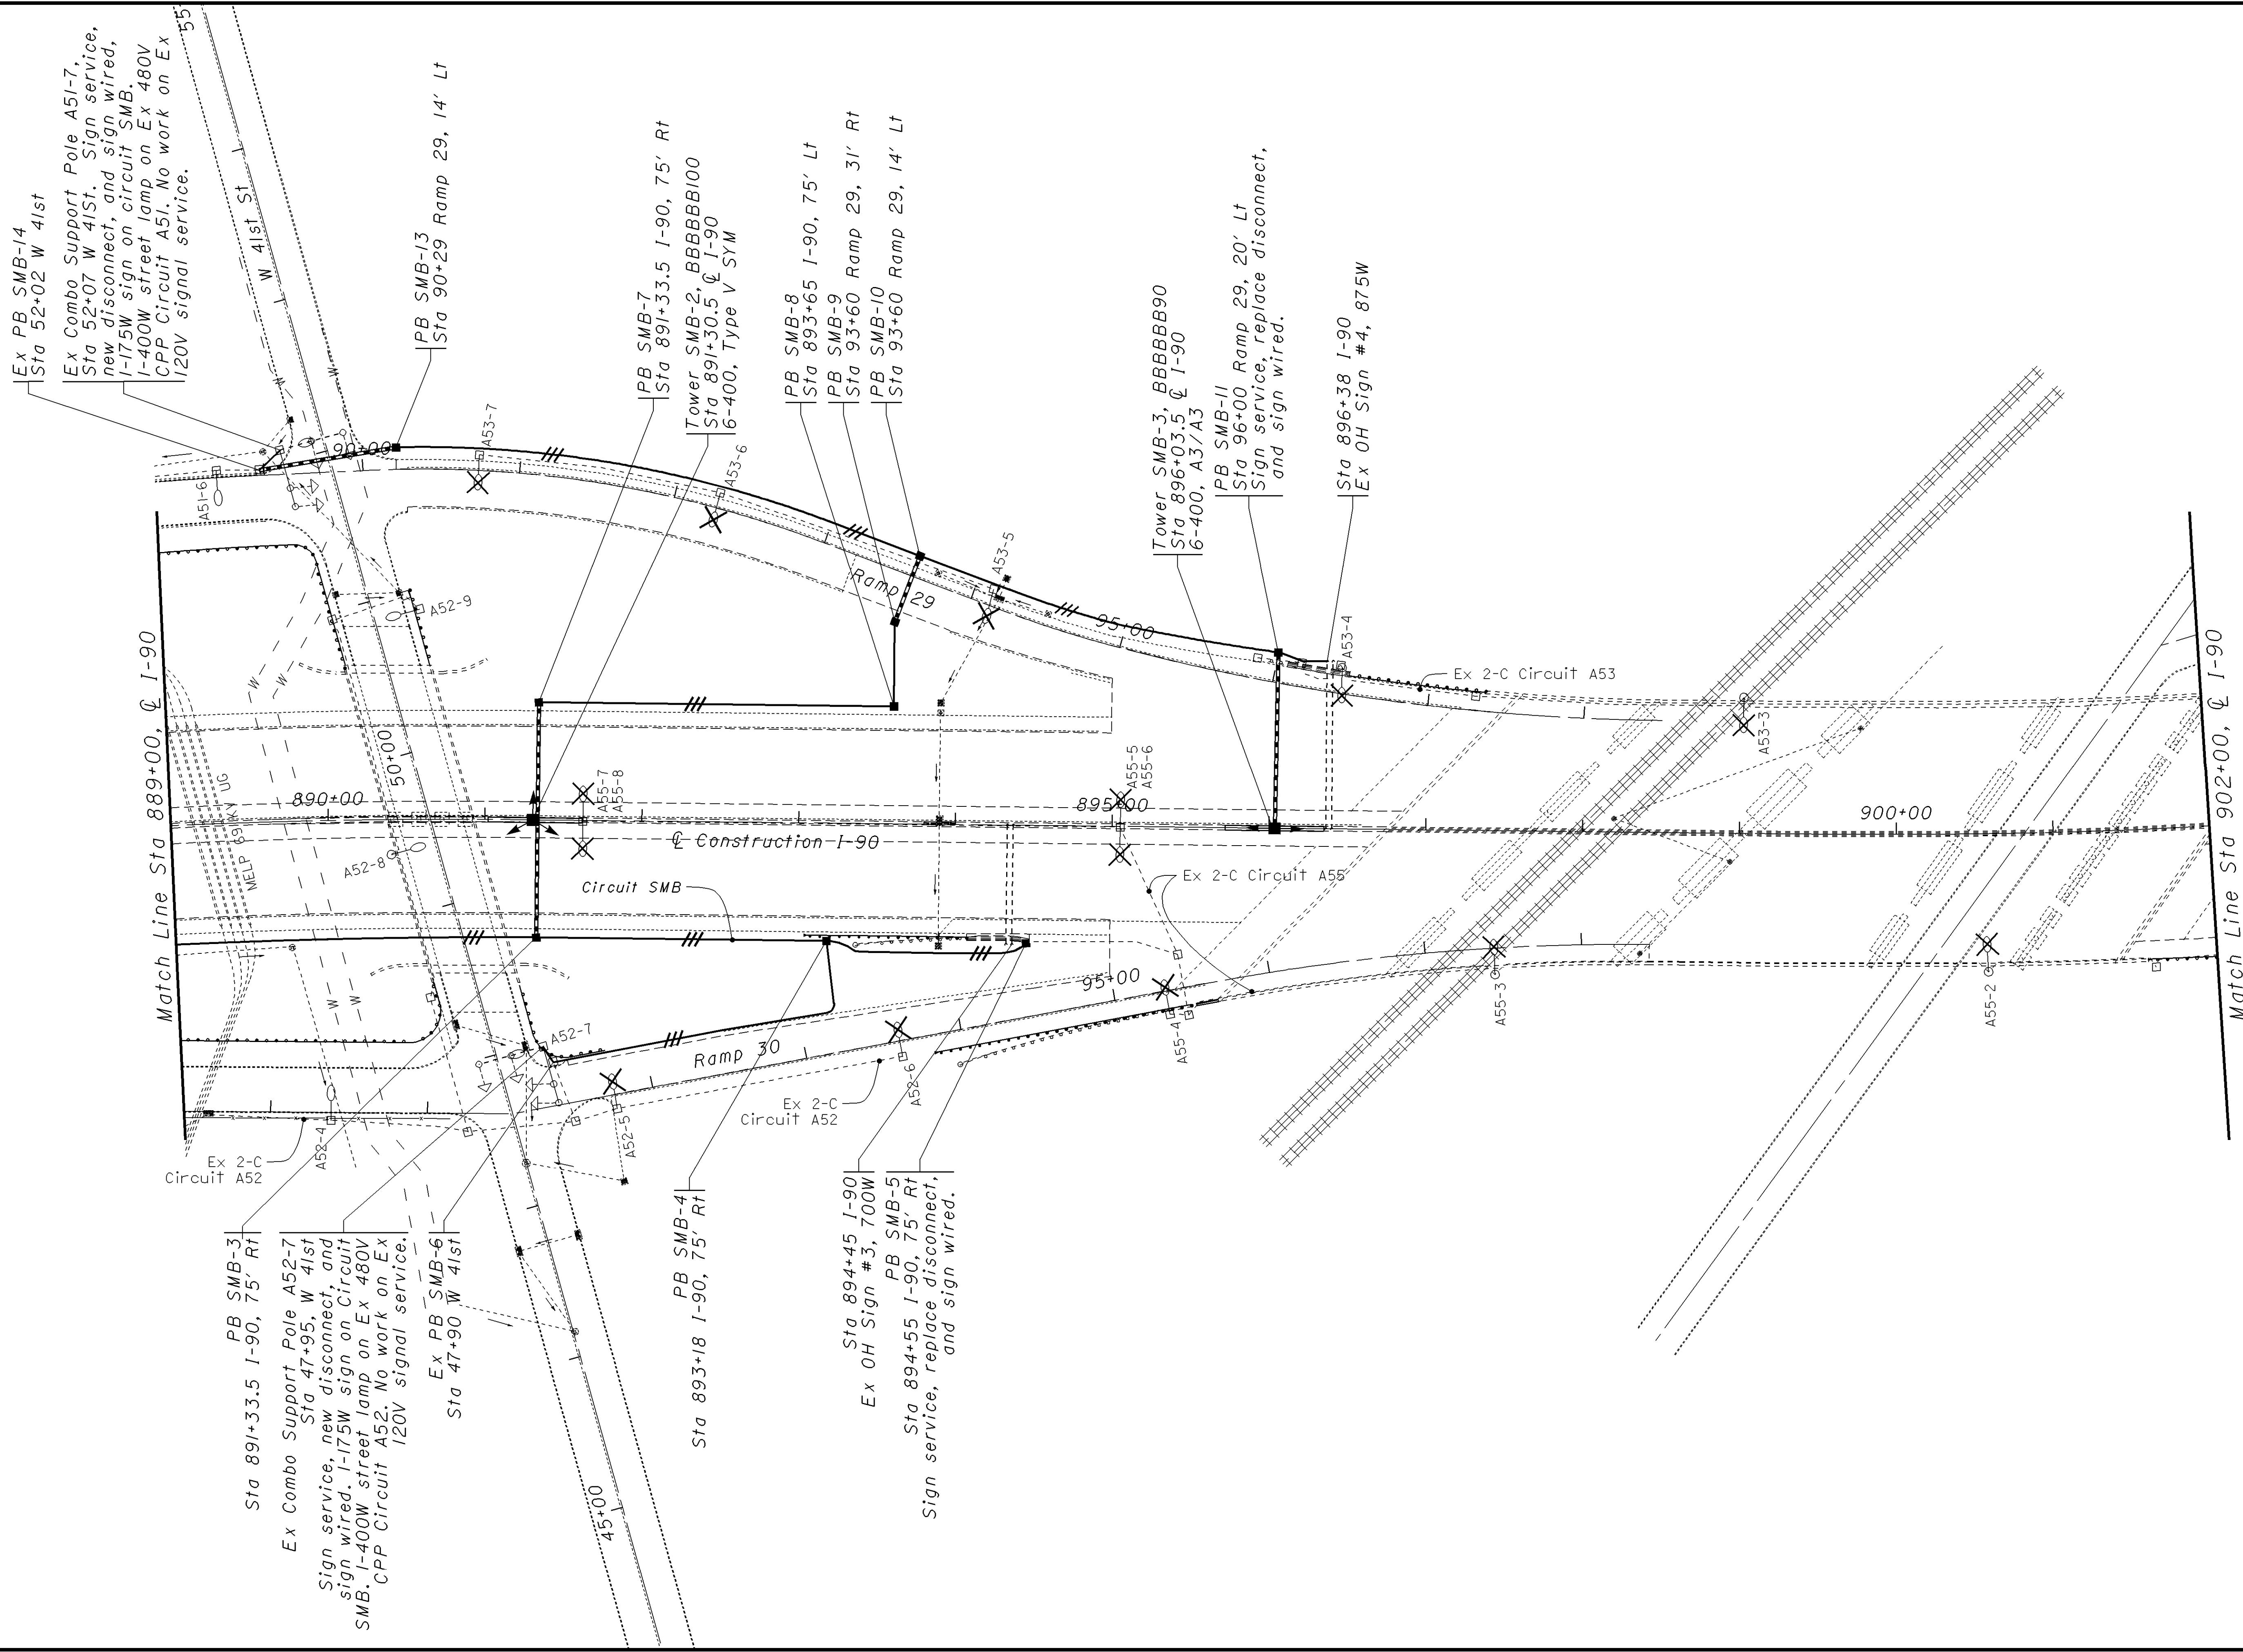 Ex PB SMB-14
Sta 52+02 W 41st
Ex Combo Support Pole A51-7,
Sta 52+07 W 41St. Sign service,
new disconnect, and sign wired,
1-175W sign on circuit SMB.
1-400W street lamp on Ex 480V
CPP Circuit A51. No work on Ex
120V signal service.
55
W 41st St
PB SMB-13
Sta 90+29 Ramp 29, 14' Lt
PB SMB-7
Sta 891+33.5 I-90, 75' Rt
Tower SMB-2, BBBBBB100
Sta 891+30.5 ℄ I-90
6-400, Type V SYM
PB SMB-8
Sta 893+65 I-90, 75' Lt
PB SMB-9
Sta 93+60 Ramp 29, 31' Rt
PB SMB-10
Sta 93+60 Ramp 29, 14' Lt
Tower SMB-3, BBBBBB90
Sta 896+03.5 ℄ I-90
6-400, A3/A3
PB SMB-11
Sta 96+00 Ramp 29, 20' Lt
Sign service, replace disconnect,
and sign wired.
Sta 896+38 I-90
Ex OH Sign #4, 875W
A51-6
90+00
A53-7
A53-6
A53-5
Ramp 29
95+00
A53-4
Ex 2-C Circuit A53
A53-3
A52-9
W
W
W
W
W
W
Match Line Sta 889+00, ℄ I-90
MELP 69 KV UG
50+00
890+00
A52-8
A55-7
A55-8
℄ Construction I-90
895+00
A55-5
A55-6
900+00
Match Line Sta 902+00, ℄ I-90
Circuit SMB
Ex 2-C Circuit A55
95+00
A55-4
A55-3
A55-2
A52-7
Ramp 30
A52-6
A52-5
A52-4
Ex 2-C
Circuit A52
Ex 2-C
Circuit A52
45+00
PB SMB-3
Sta 891+33.5 I-90, 75' Rt
Ex Combo Support Pole A52-7
Sta 47+95, W 41st
Sign service, new disconnect, and
sign wired. 1-175W sign on Circuit
SMB. 1-400W street lamp on Ex 480V
CPP Circuit A52. No work on Ex
120V signal service.
Ex PB SMB-6
Sta 47+90 W 41st
PB SMB-4
Sta 893+18 I-90, 75' Rt
Sta 894+45 I-90
Ex OH Sign #3, 700W
PB SMB-5
Sta 894+55 I-90, 75' Rt
Sign service, replace disconnect,
and sign wired.